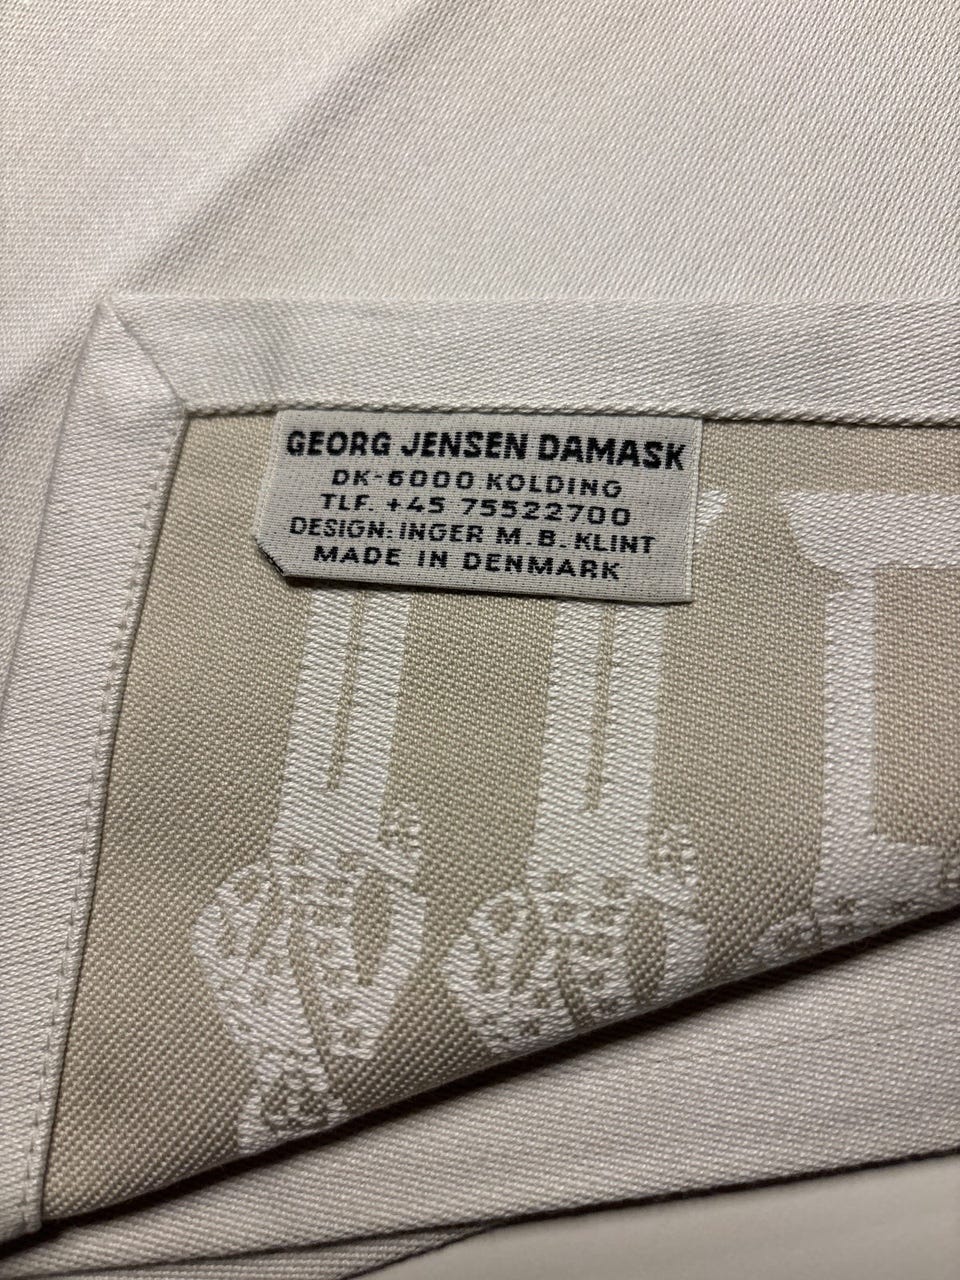 GEORG JENSEN DAMASK
DK-6000 KOLDING
TLF. +45 75522700
DESIGN: INGER M.B. KLINT
MADE IN DENMARK